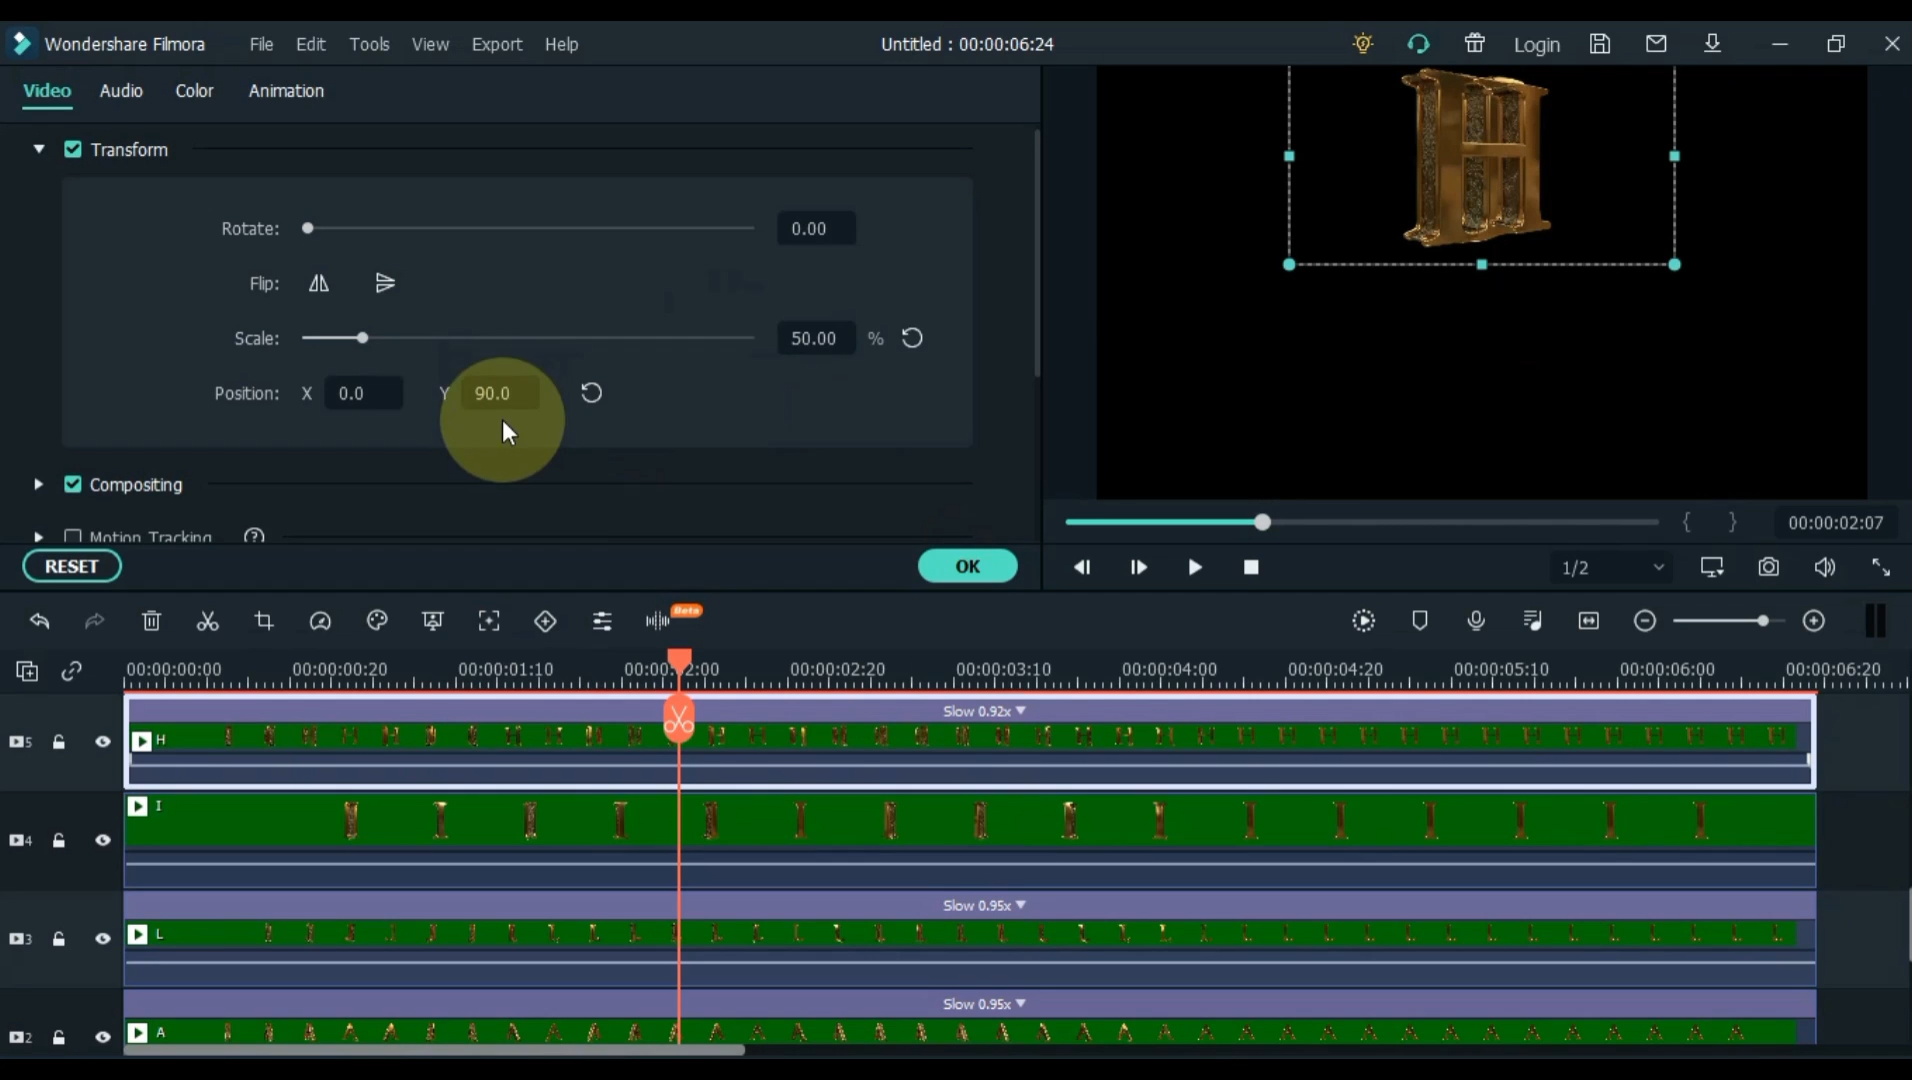 Wondershare Filmora File Edit Tools View Export Help Untitled : 00:00:06:24 Login
Video Audio Color Animation
Transform
Rotate: 0.00
Flip:
Scale: 50.00 %
Position: X 0.0 Y 90.0
Compositing
Motion Tracking
RESET OK
H
00:00:02:07
1/2
Beta
00:00:00:00 00:00:00:20 00:00:01:10 00:00:02:00 00:00:02:20 00:00:03:10 00:00:04:00 00:00:04:20 00:00:05:10 00:00:06:00 00:00:06:20
Slow 0.92x
5 H
4 I
Slow 0.95x
3 L
Slow 0.95x
2 A